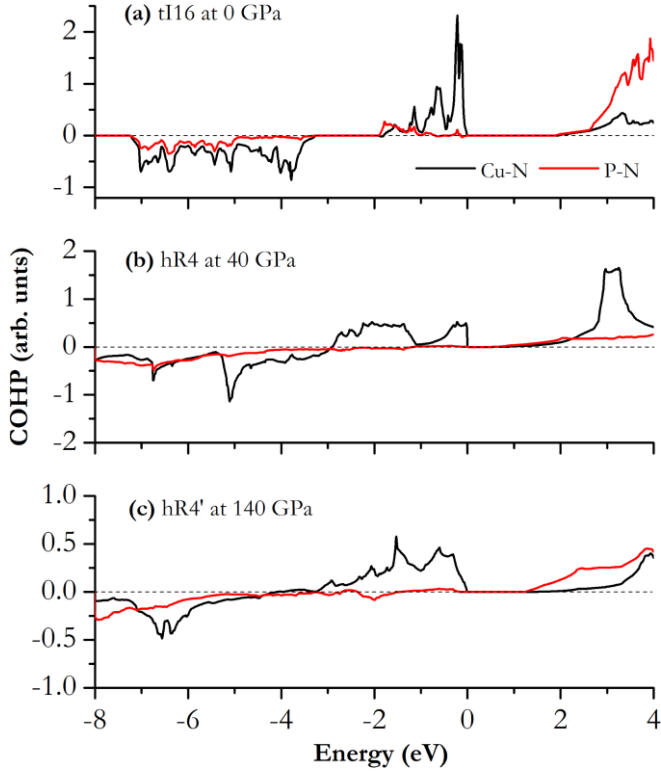 (a) tI16 at 0 GPa
2
1
0
-1
Cu-N
P-N
(b) hR4 at 40 GPa
2
1
0
-1
-2
COHP (arb. unts)
(c) hR4' at 140 GPa
1.0
0.5
0.0
-0.5
-1.0
-8 -6 -4 -2 0 2 4
Energy (eV)